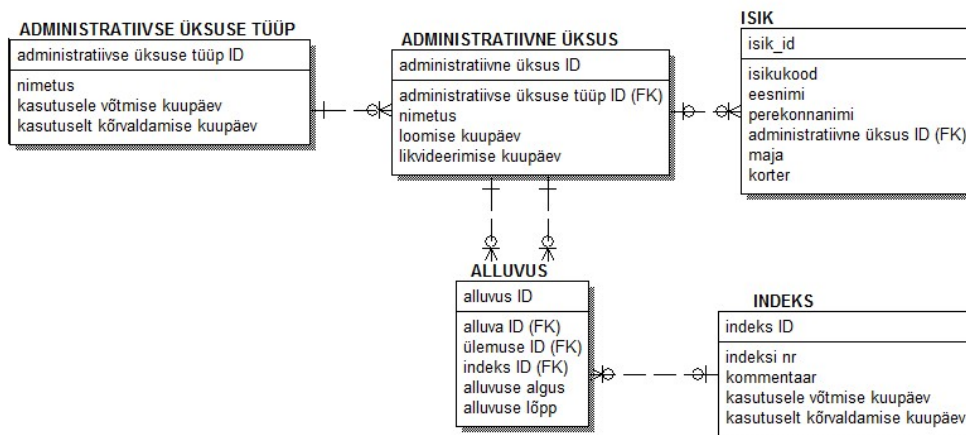 ADMINISTRATIIVSE ÜKSUSE TÜÜP
administratiivse üksuse tüüp ID
nimetus
kasutusele võtmise kuupäev
kasutuselt kõrvaldamise kuupäev
ADMINISTRATIIVNE ÜKSUS
administratiivne üksus ID
administratiivse üksuse tüüp ID (FK)
nimetus
loomise kuupäev
likvideerimise kuupäev
ISIK
isik_id
isikukood
eesnimi
perekonnanimi
administratiivne üksus ID (FK)
maja
korter
ALLUVUS
alluvus ID
alluva ID (FK)
ülemuse ID (FK)
indeks ID (FK)
alluvuse algus
alluvuse lõpp
INDEKS
indeks ID
indeksi nr
kommentaar
kasutusele võtmise kuupäev
kasutuselt kõrvaldamise kuupäev